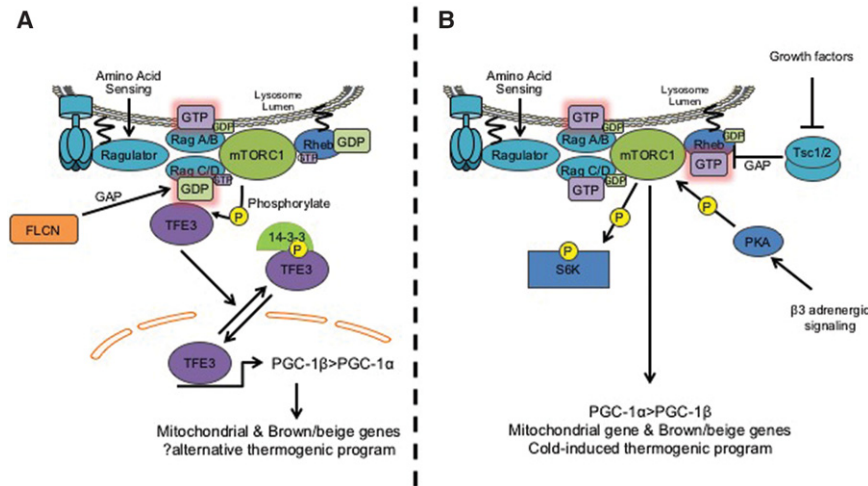 A
Amino Acid
Sensing
Lysosome
Lumen
GTP
GDP
Rag A/B
Ragulator
mTORC1
Rheb
GDP
GTP
Rag C/D
GTP
GDP
GAP
Phosphorylate
P
FLCN
TFE3
14-3-3
P
TFE3
TFE3
PGC-1β>PGC-1α
Mitochondrial & Brown/beige genes
?alternative thermogenic program
B
Growth factors
Amino Acid
Sensing
Lysosome
Lumen
GTP
GDP
Rag A/B
Ragulator
mTORC1
Rheb
GDP
GTP
GAP
Tsc1/2
Rag C/D
GTP
GDP
P
P
P
S6K
PKA
β3 adrenergic
signaling
PGC-1α>PGC-1β
Mitochondrial gene & Brown/beige genes
Cold-induced thermogenic program